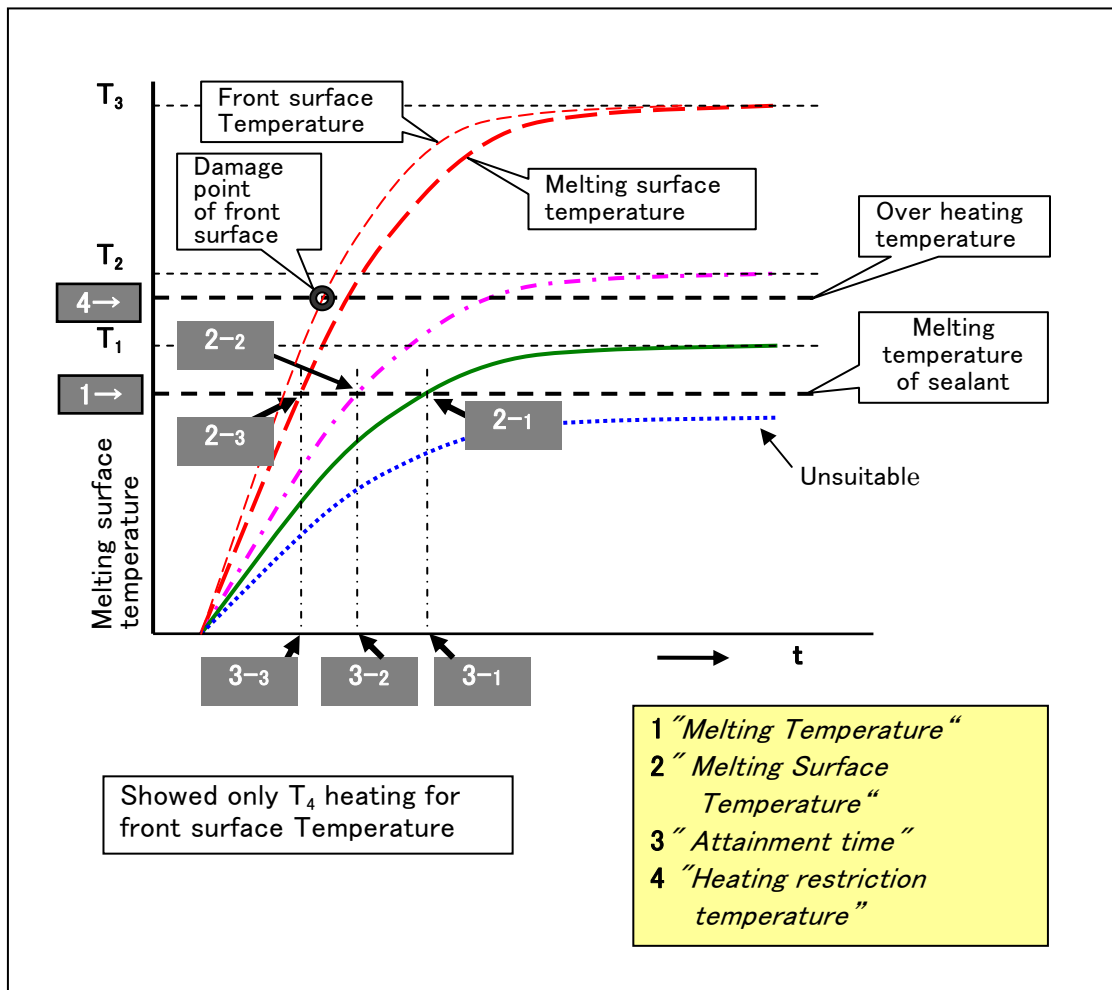 T3
Front surface
Temperature
Damage
point
of front
surface
Melting surface
temperature
Over heating
temperature
T2
4→
T1
2-2
Melting
temperature
of sealant
1→
2-3
2-1
Unsuitable
Melting surface
temperature
3-3
3-2
3-1
t
1 "Melting Temperature“
2 " Melting Surface
Temperature“
3 " Attainment time"
4 "Heating restriction
temperature”
Showed only T4 heating for
front surface Temperature